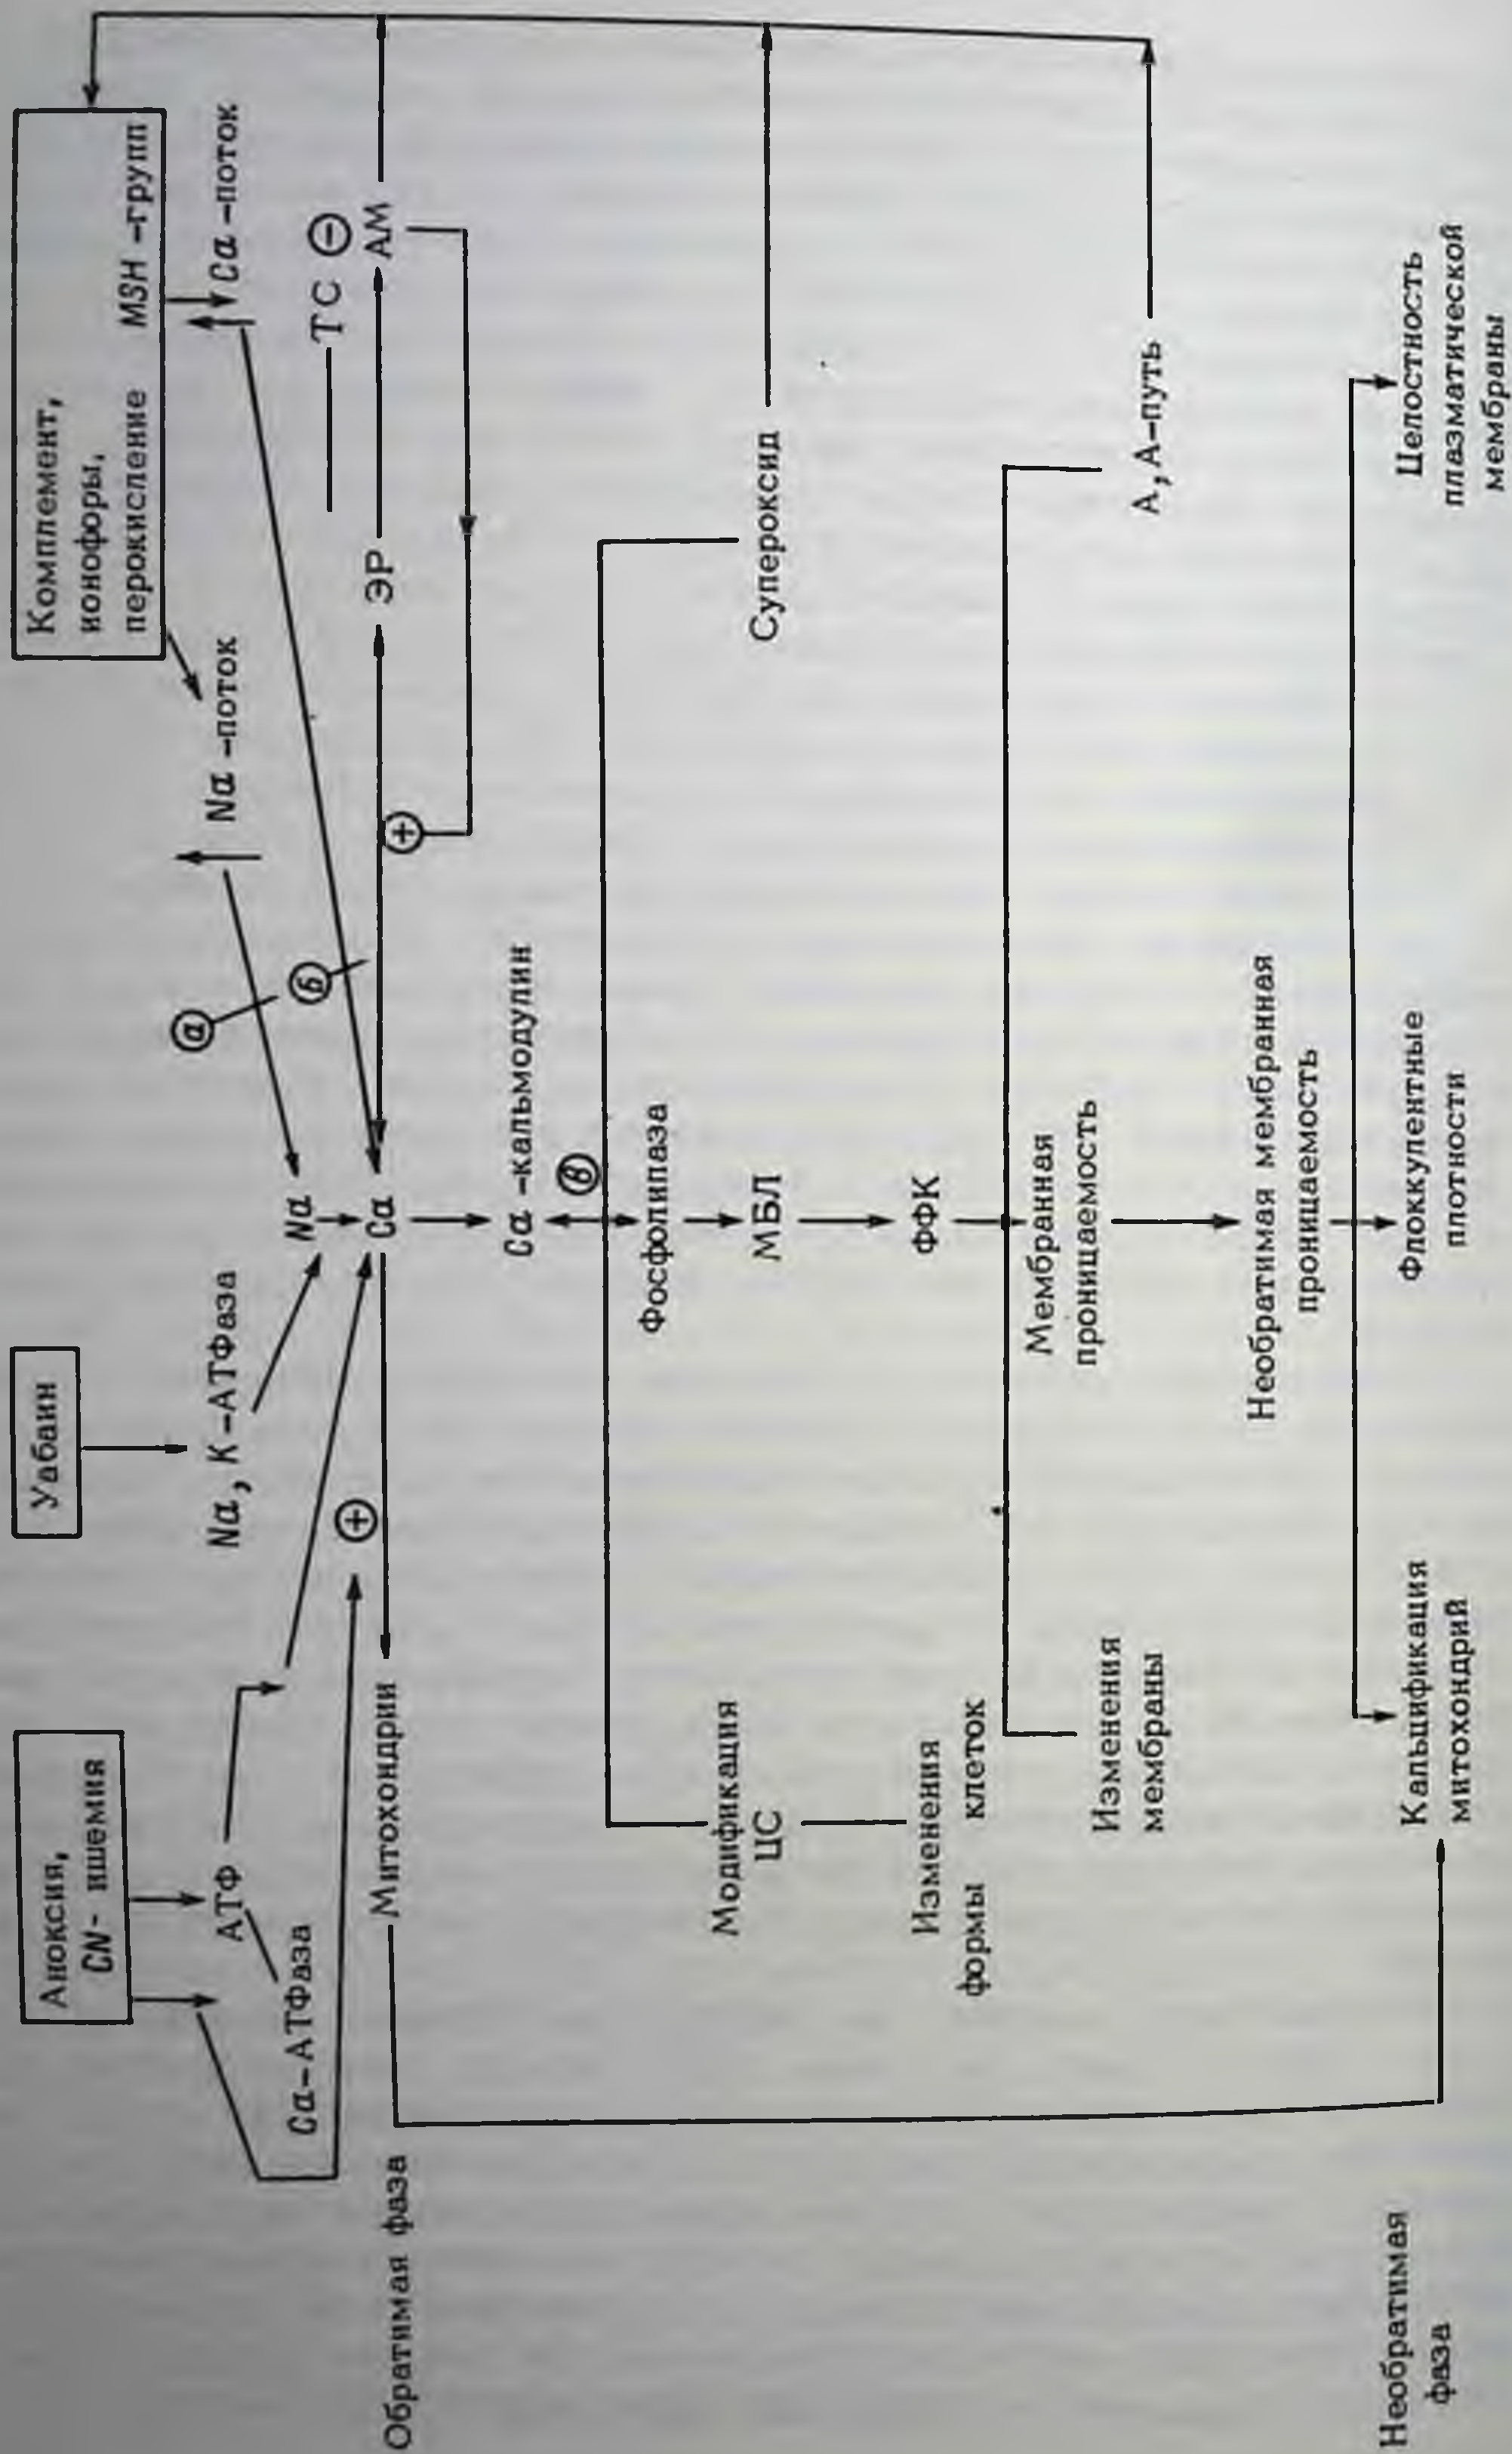 Аноксия,
CN- ишемия
Уабаин
Комплемент,
ионофоры,
перокисление MSH -групп
АТФ
Na, К-АТФаза
Na -поток
Ca -поток
Ca-АТФаза
а
б
Na
ТС −
Обратимая фаза
Митохондрии
+
Ca
+
ЭР
АМ
Ca -кальмодулин
в
Фосфолипаза
Модификация
ЦС
МБЛ
Супероксид
Изменения
формы клеток
ФФК
Мембранная
проницаемость
Изменения
мембраны
А, А-путь
Необратимая мембранная
проницаемость
Необратимая
фаза
Кальцификация
митохондрий
Флоккулентные
плотности
Целостность
плазматической
мембраны